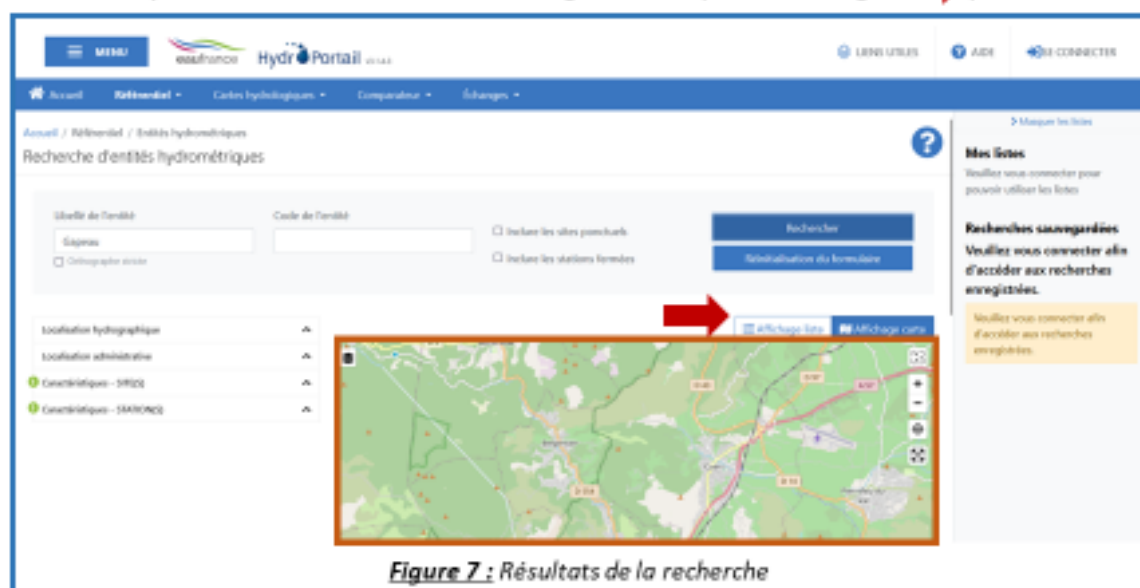 MENU
eaufrance
HydroPortail
LIENS UTILES
AIDE
SE CONNECTER
Accueil
Référentiel
Cartes hydrologiques
Comparateur
Échanges
Accueil / Référentiel / Entités hydrométriques
Recherche d'entités hydrométriques
?
Masquer les listes
Mes listes
Veuillez vous connecter pour
pouvoir utiliser les listes
Libellé de l'entité
Code de l'entité
Gapeau
Orthographe stricte
Inclure les sites ponctuels
Inclure les stations fermées
Rechercher
Réinitialisation du formulaire
Recherches sauvegardées
Veuillez vous connecter afin
d'accéder aux recherches
enregistrées.
Veuillez vous connecter afin
d'accéder aux recherches
enregistrées.
Localisation hydrographique
Localisation administrative
Caractéristiques - SITE(S)
Caractéristiques - STATION(S)
Affichage liste
Affichage carte
+
−
Figure 7 : Résultats de la recherche